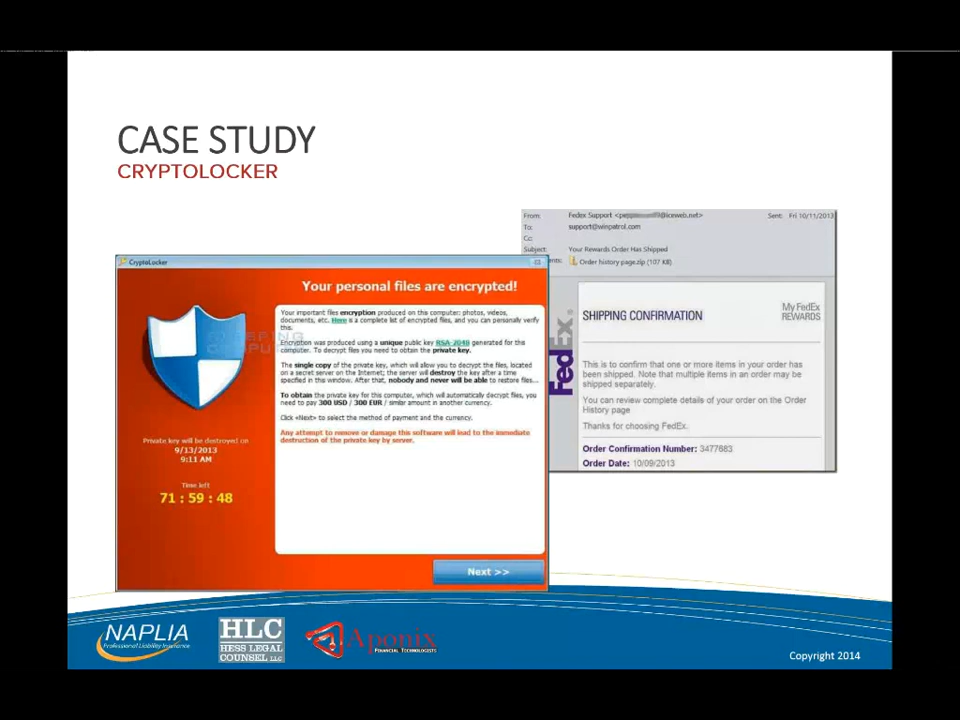 CASE STUDY
CRYPTOLOCKER
From: Fedex Support < @iceweb.net> Sent: Fri 10/11/2013
To: support@winpatrol.com
Cc:
Subject: Your Rewards Order Has Shipped
Order history page.zip (107 KB)
SHIPPING CONFIRMATION
My FedEx
REWARDS
FedEx
This is to confirm that one or more items in your order has
been shipped. Note that multiple items in an order may be
shipped separately.
You can review complete details of your order on the Order
History page
Thanks for choosing FedEx.
Order Confirmation Number: 3477683
Order Date: 10/09/2013
CryptoLocker
Your personal files are encrypted!
Your important files encryption produced on this computer: photos, videos,
documents, etc. Here is a complete list of encrypted files, and you can personally verify
this.
Encryption was produced using a unique public key RSA-2048 generated for this
computer. To decrypt files you need to obtain the private key.
The single copy of the private key, which will allow you to decrypt the files, located
on a secret server on the Internet; the server will destroy the key after a time
specified in this window. After that, nobody and never will be able to restore files...
To obtain the private key for this computer, which will automatically decrypt files, you
need to pay 300 USD / 300 EUR / similar amount in another currency.
Click «Next» to select the method of payment and the currency.
Any attempt to remove or damage this software will lead to the immediate
destruction of the private key by server.
Private key will be destroyed on
9/13/2013
9:11 AM
Time left
71 : 59 : 48
Next >>
NAPLIA
Professional Liability Insurance
HLC
HESS LEGAL
COUNSEL LLC
Aponix
FINANCIAL TECHNOLOGISTS
Copyright 2014